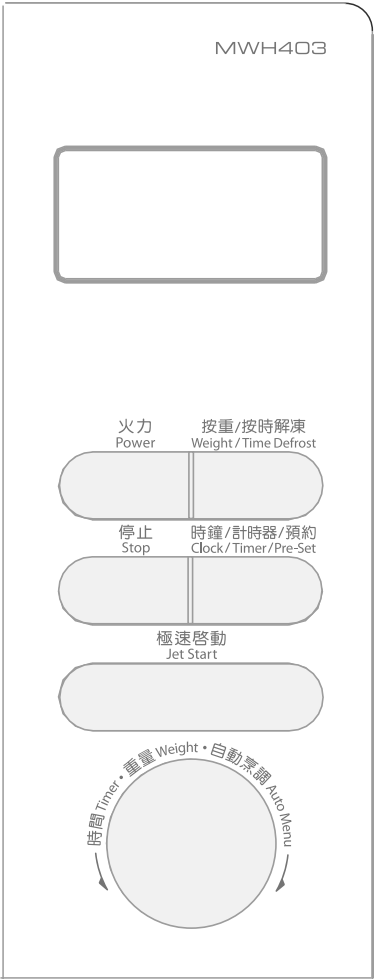 MWH403
火力
Power
按重/按時解凍
Weight / Time Defrost
停止
Stop
時鐘/計時器/預約
Clock / Timer / Pre-Set
極速啓動
Jet Start
時間 Timer • 重量 Weight • 自動烹調 Auto Menu